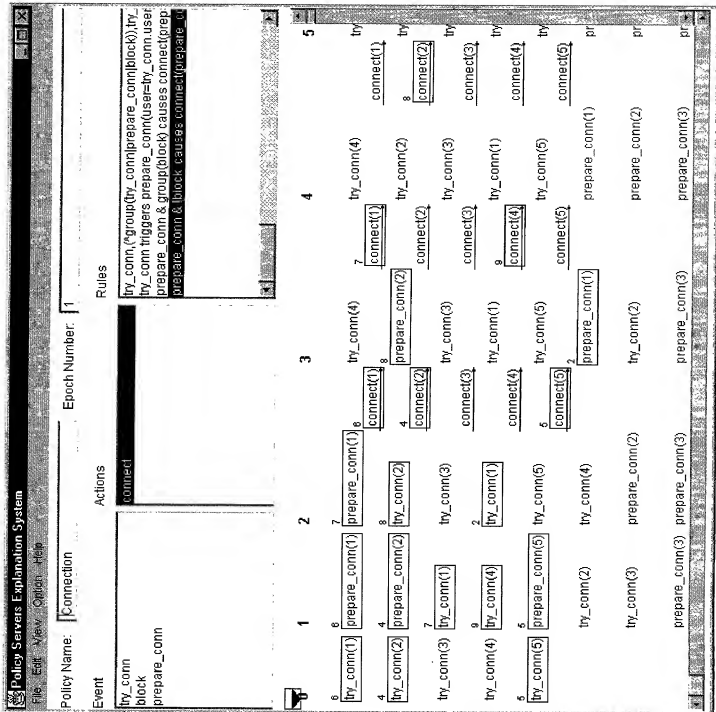 Policy Servers Explanation System
File Edit View Option Help
Policy Name: Connection Epoch Number: 1
Event Actions Rules
try_conn
block
prepare_conn
connect
try_conn,(^group(try_conn|prepare_conn|block)),try_
try_conn triggers prepare_conn(user=try_conn.user
prepare_conn & group(block) causes connect(prep
prepare_conn & !block causes connect(prepare_c
0 1 2 3 4 5
6 6 7
try_conn(1) prepare_conn(1) prepare_conn(1) try_conn(4) try_conn(4) try
6 7
connect(1) connect(1) connect(1)
4 4 8 8
try_conn(2) prepare_conn(2) try_conn(2) prepare_conn(2) try_conn(2) try
4 8
connect(2) connect(2) connect(2)
7
try_conn(3) try_conn(1) try_conn(3) try_conn(3) try_conn(3) try
connect(3) connect(3) connect(3)
9 2
try_conn(4) try_conn(4) try_conn(1) try_conn(1) try_conn(1) try
9
connect(4) connect(4) connect(4)
5 5
try_conn(5) prepare_conn(5) try_conn(5) try_conn(5) try_conn(5) try
5
connect(5) connect(5) connect(5)
2
try_conn(2) try_conn(4) prepare_conn(1) prepare_conn(1) pr
try_conn(3) prepare_conn(2) try_conn(2) prepare_conn(2) pr
prepare_conn(3) prepare_conn(3) prepare_conn(3) prepare_conn(3) pr